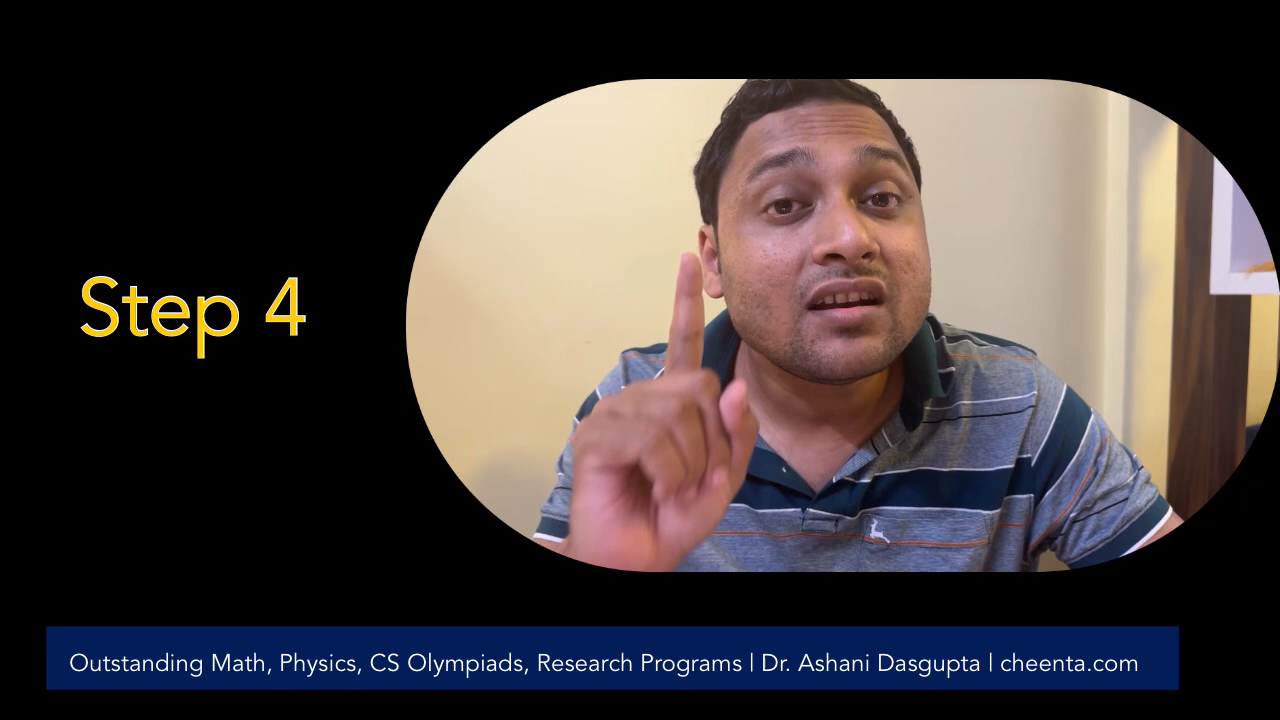 Step 4
Outstanding Math, Physics, CS Olympiads, Research Programs | Dr. Ashani Dasgupta | cheenta.com